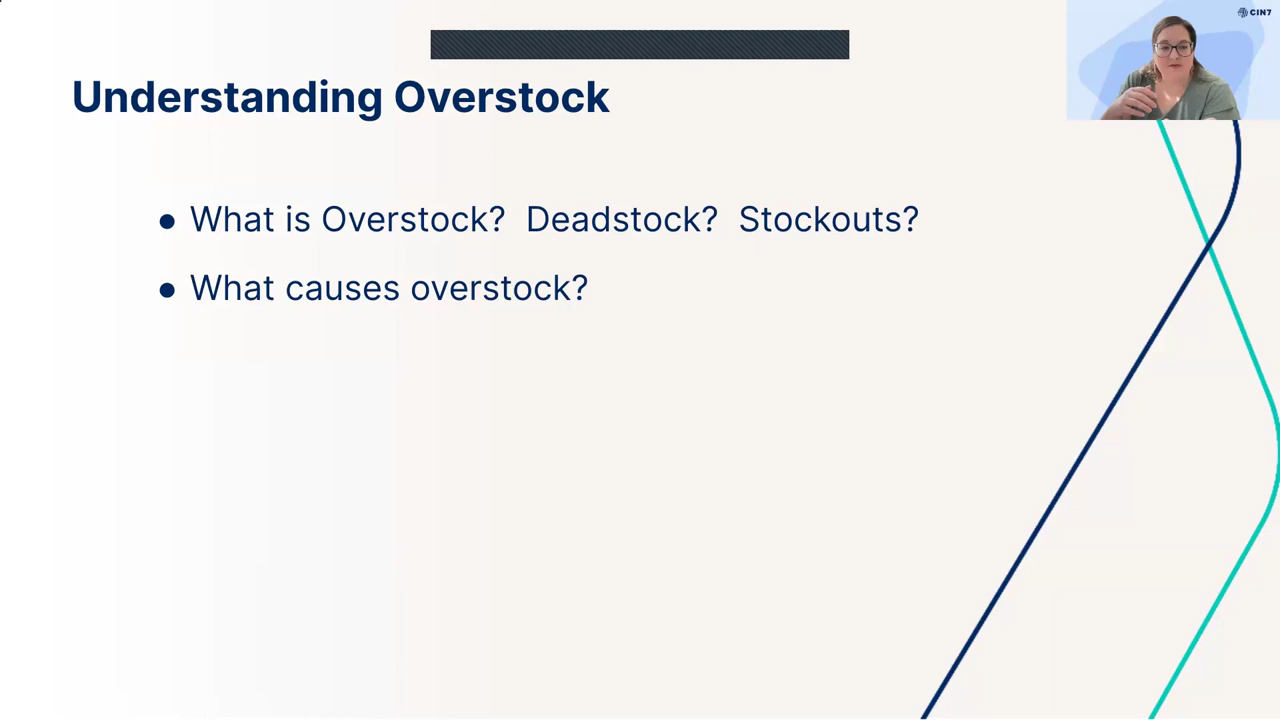 CIN7
Understanding Overstock
● What is Overstock? Deadstock? Stockouts?
● What causes overstock?